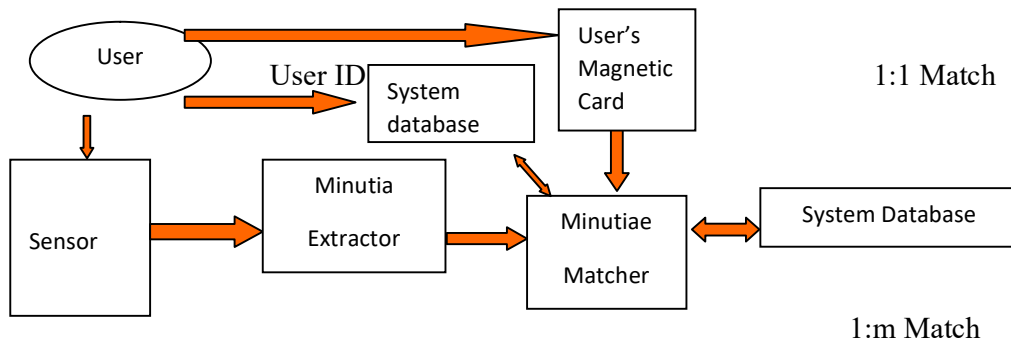 User
User's
Magnetic
Card
1:1 Match
User ID
System
database
Sensor
Minutia
Extractor
Minutiae
Matcher
System Database
1:m Match